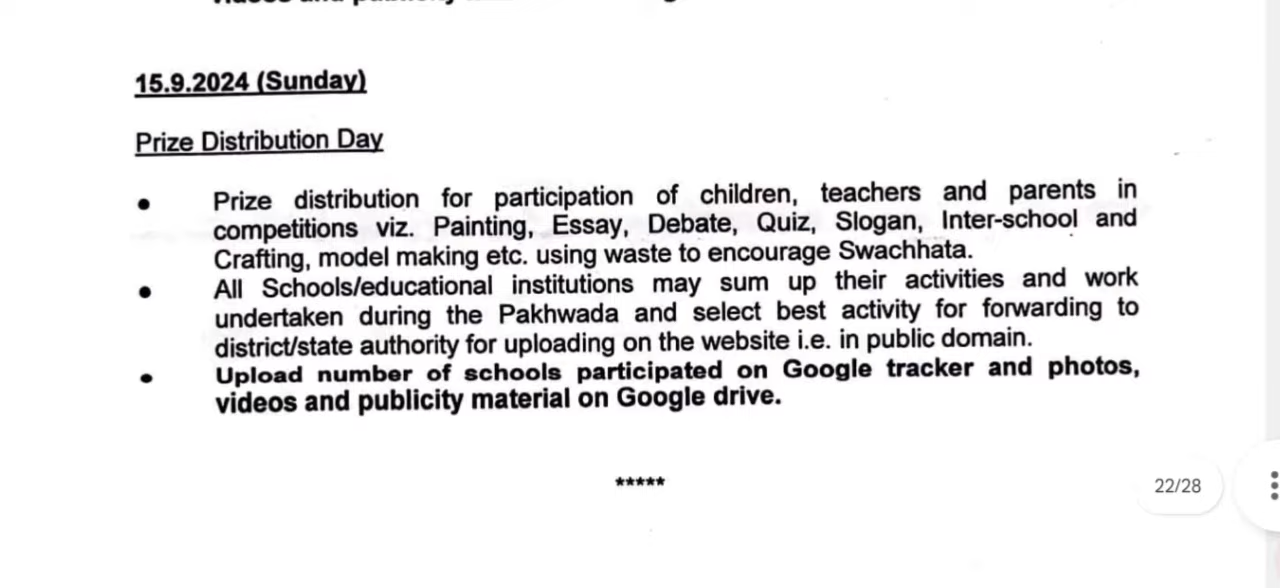 15.9.2024 (Sunday)
Prize Distribution Day
• Prize distribution for participation of children, teachers and parents in
competitions viz. Painting, Essay, Debate, Quiz, Slogan, Inter-school and
Crafting, model making etc. using waste to encourage Swachhata.
• All Schools/educational institutions may sum up their activities and work
undertaken during the Pakhwada and select best activity for forwarding to
district/state authority for uploading on the website i.e. in public domain.
• Upload number of schools participated on Google tracker and photos,
videos and publicity material on Google drive.
*****
22/28